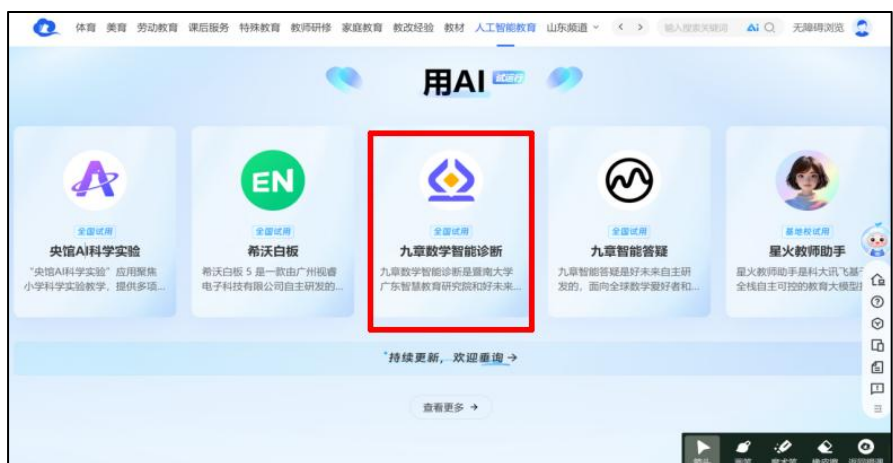 体育 美育 劳动教育 课后服务 特殊教育 教师研修 家庭教育 教改经验 教材 人工智能教育 山东频道 输入搜索关键词 Ai 无障碍浏览
用AI 试运行
EN
全国试用 全国试用 全国试用 全国试用 基地校试用
央馆AI科学实验 希沃白板 九章数学智能诊断 九章智能答疑 星火教师助手
“央馆AI科学实验”应用聚焦 希沃白板 5 是一款由广州视睿 九章数学智能诊断是暨南大学 九章智能答疑是好未来自主研 星火教师助手是科大讯飞基于
小学科学实验教学,提供多项... 电子科技有限公司自主研发的... 广东智慧教育研究院和好未来... 发的,面向全球数学爱好者和... 全栈自主可控的教育大模型
持续更新,欢迎垂询 →
查看更多 →